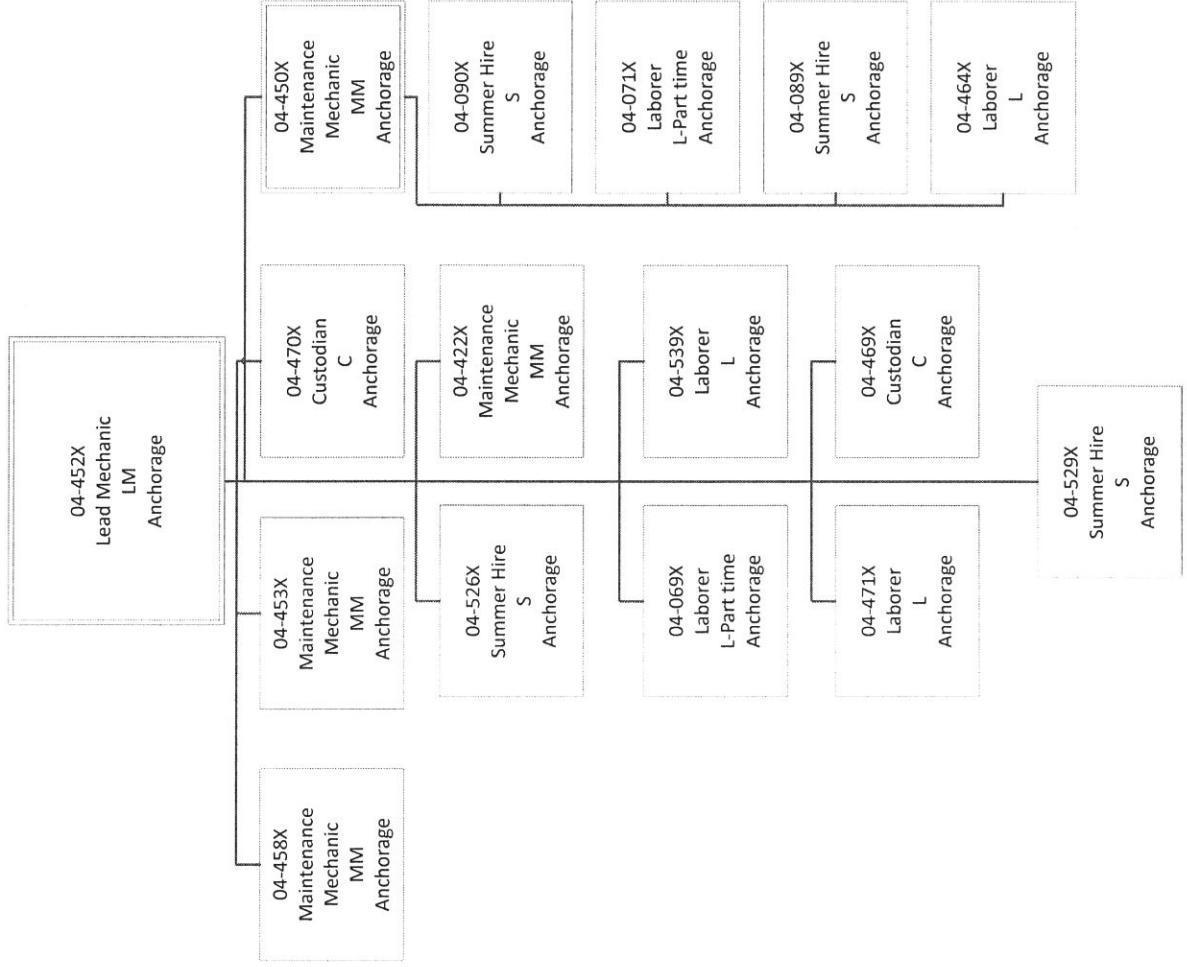 04-452X
Lead Mechanic
LM
Anchorage
04-458X
Maintenance
Mechanic
MM
Anchorage
04-453X
Maintenance
Mechanic
MM
Anchorage
04-470X
Custodian
C
Anchorage
04-450X
Maintenance
Mechanic
MM
Anchorage
04-526X
Summer Hire
S
Anchorage
04-422X
Maintenance
Mechanic
MM
Anchorage
04-090X
Summer Hire
S
Anchorage
04-069X
Laborer
L-Part time
Anchorage
04-539X
Laborer
L
Anchorage
04-071X
Laborer
L-Part time
Anchorage
04-471X
Laborer
L
Anchorage
04-469X
Custodian
C
Anchorage
04-089X
Summer Hire
S
Anchorage
04-529X
Summer Hire
S
Anchorage
04-464X
Laborer
L
Anchorage